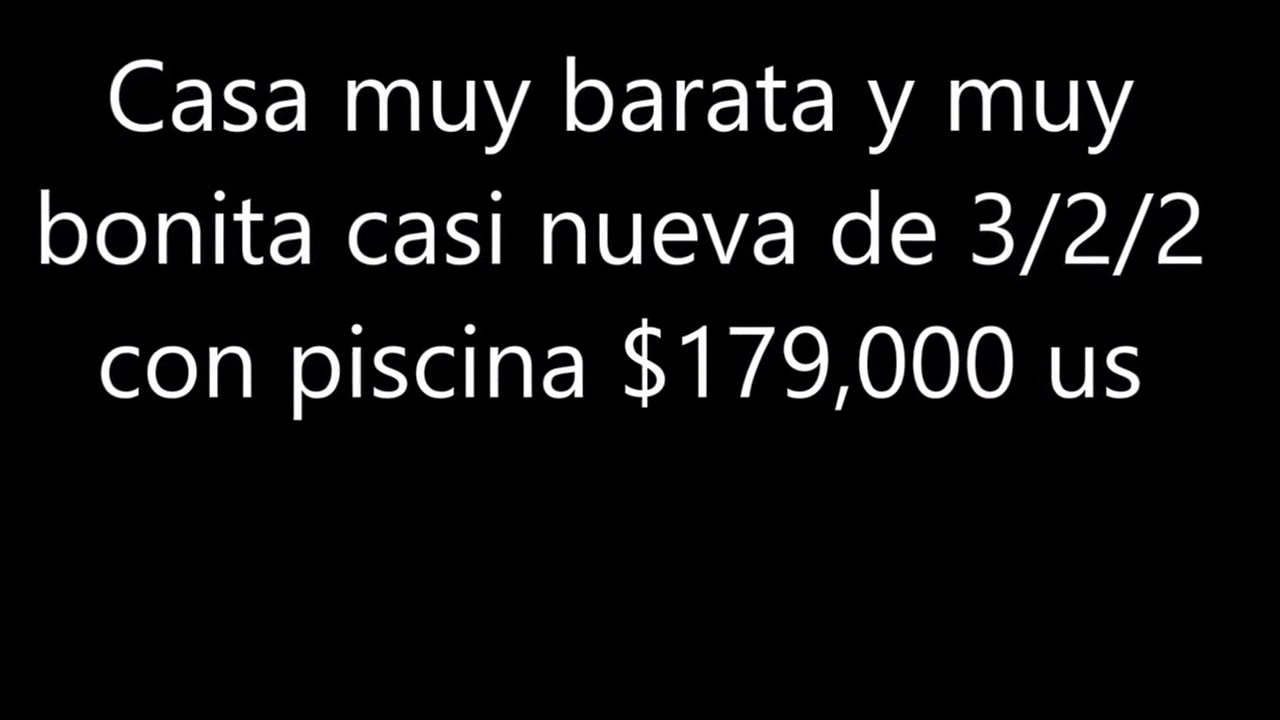 Casa muy barata y muy
bonita casi nueva de 3/2/2
con piscina $179,000 us